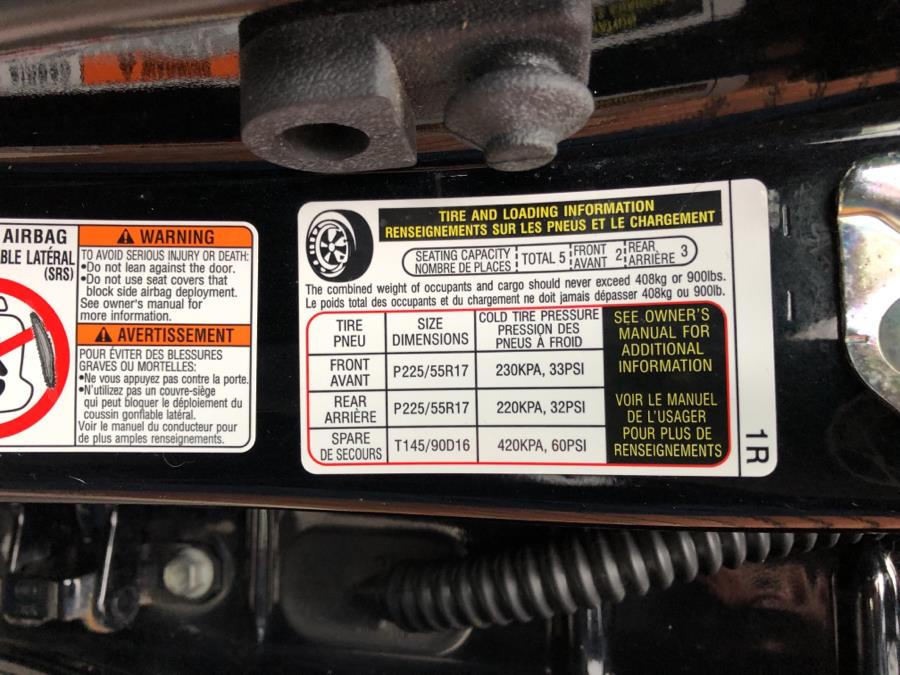 AIRBAG
BLE LATÉRAL
(SRS)
WARNING
TO AVOID SERIOUS INJURY OR DEATH:
•Do not lean against the door.
•Do not use seat covers that
block side airbag deployment.
See owner's manual for
more information.
AVERTISSEMENT
POUR ÉVITER DES BLESSURES
GRAVES OU MORTELLES:
•Ne vous appuyez pas contre la porte.
•N'utilizez pas un couvre-siège
qui peut bloquer le déploiement du
coussin gonflable latéral.
Voir le manuel du conducteur pour
de plus amples renseignements.
TIRE AND LOADING INFORMATION
RENSEIGNEMENTS SUR LES PNEUS ET LE CHARGEMENT
SEATING CAPACITY
NOMBRE DE PLACES
TOTAL 5
FRONT
AVANT 2
REAR
ARRIÈRE 3
The combined weight of occupants and cargo should never exceed 408kg or 900lbs.
Le poids total des occupants et du chargement ne doit jamais dépasser 408kg ou 900lb.
TIRE
PNEU
SIZE
DIMENSIONS
COLD TIRE PRESSURE
PRESSION DES
PNEUS À FROID
FRONT
AVANT
P225/55R17
230KPA, 33PSI
REAR
ARRIÈRE
P225/55R17
220KPA, 32PSI
SPARE
DE SECOURS
T145/90D16
420KPA, 60PSI
SEE OWNER'S
MANUAL FOR
ADDITIONAL
INFORMATION
VOIR LE MANUEL
DE L'USAGER
POUR PLUS DE
RENSEIGNEMENTS
1R